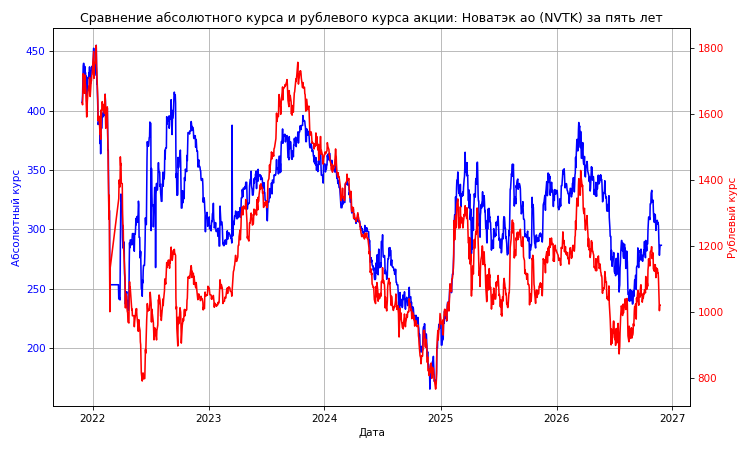 Сравнение абсолютного курса и рублевого курса акции: Новатэк ао (NVTK) за пять лет
Абсолютный курс
450
400
350
300
250
200
1800
1600
1400
1200
1000
800
Рублевый курс
2022 2023 2024 2025 2026 2027
Дата